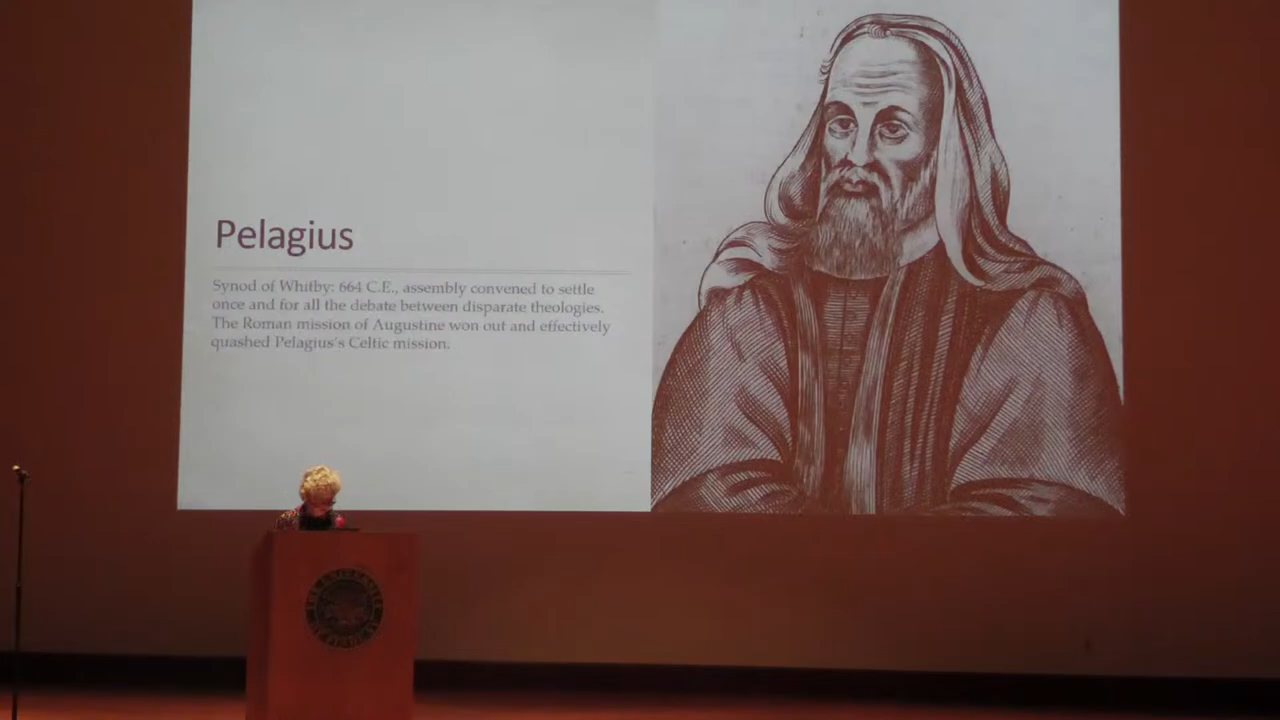 Pelagius
Synod of Whitby: 664 C.E., assembly convened to settle
once and for all the debate between disparate theologies.
The Roman mission of Augustine won out and effectively
quashed Pelagius's Celtic mission.